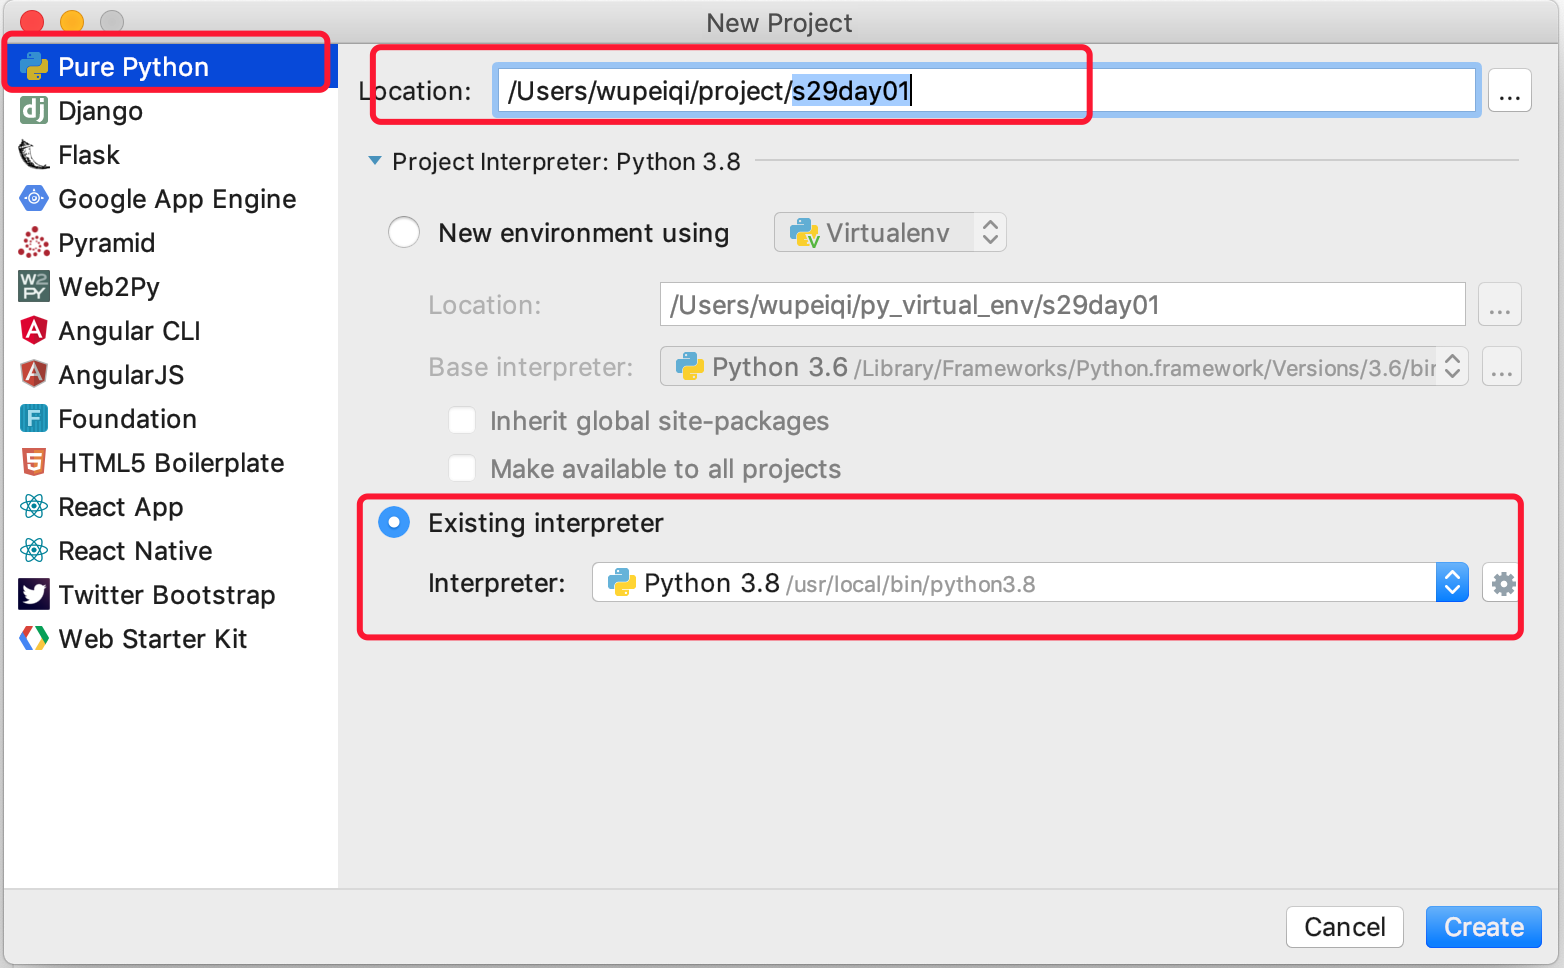 New Project
Pure Python
Django
Flask
Google App Engine
Pyramid
Web2Py
Angular CLI
AngularJS
Foundation
HTML5 Boilerplate
React App
React Native
Twitter Bootstrap
Web Starter Kit
Location: /Users/wupeiqi/project/s29day01 ...
Project Interpreter: Python 3.8
New environment using Virtualenv
Location: /Users/wupeiqi/py_virtual_env/s29day01 ...
Base interpreter: Python 3.6 /Library/Frameworks/Python.framework/Versions/3.6/bin ...
Inherit global site-packages
Make available to all projects
Existing interpreter
Interpreter: Python 3.8 /usr/local/bin/python3.8
Cancel Create